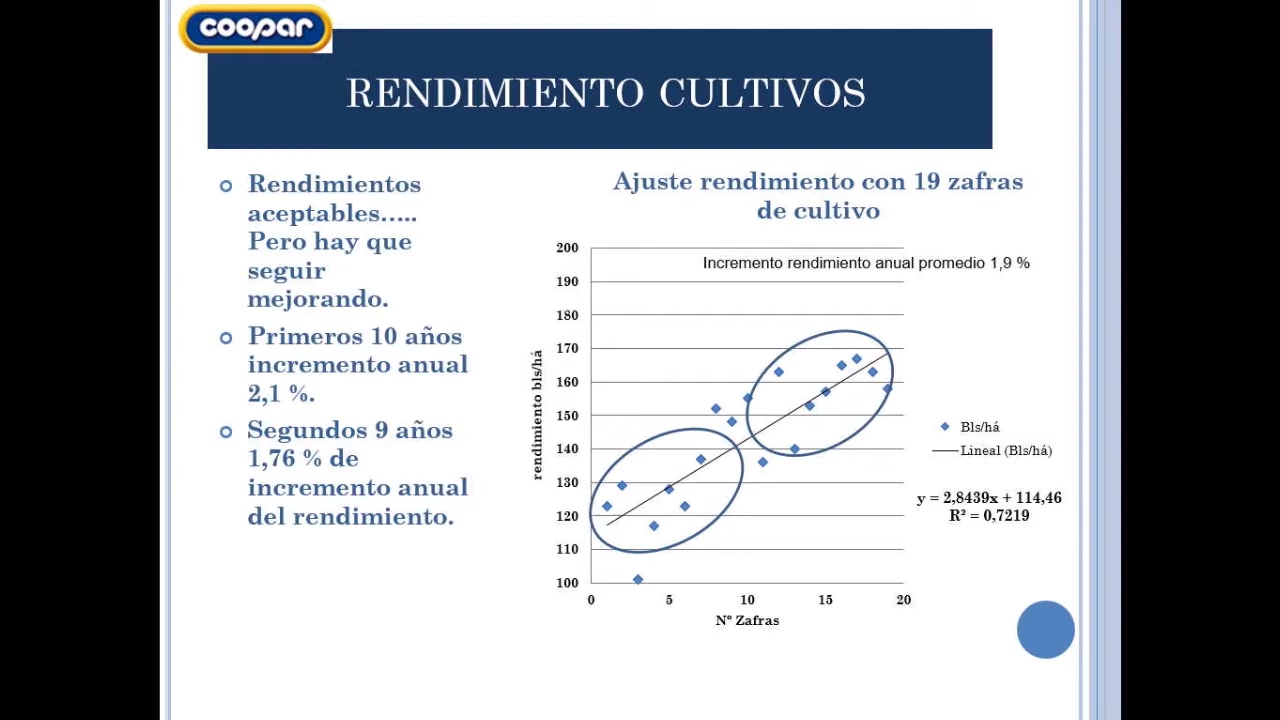 coopar
RENDIMIENTO CULTIVOS
Rendimientos
aceptables…..
Pero hay que
seguir
mejorando.
Primeros 10 años
incremento anual
2,1 %.
Segundos 9 años
1,76 % de
incremento anual
del rendimiento.
Ajuste rendimiento con 19 zafras
de cultivo
Incremento rendimiento anual promedio 1,9 %
rendimiento bls/há
200
190
180
170
160
150
140
130
120
110
100
0 5 10 15 20
Nº Zafras
Bls/há
Lineal (Bls/há)
y = 2,8439x + 114,46
R² = 0,7219